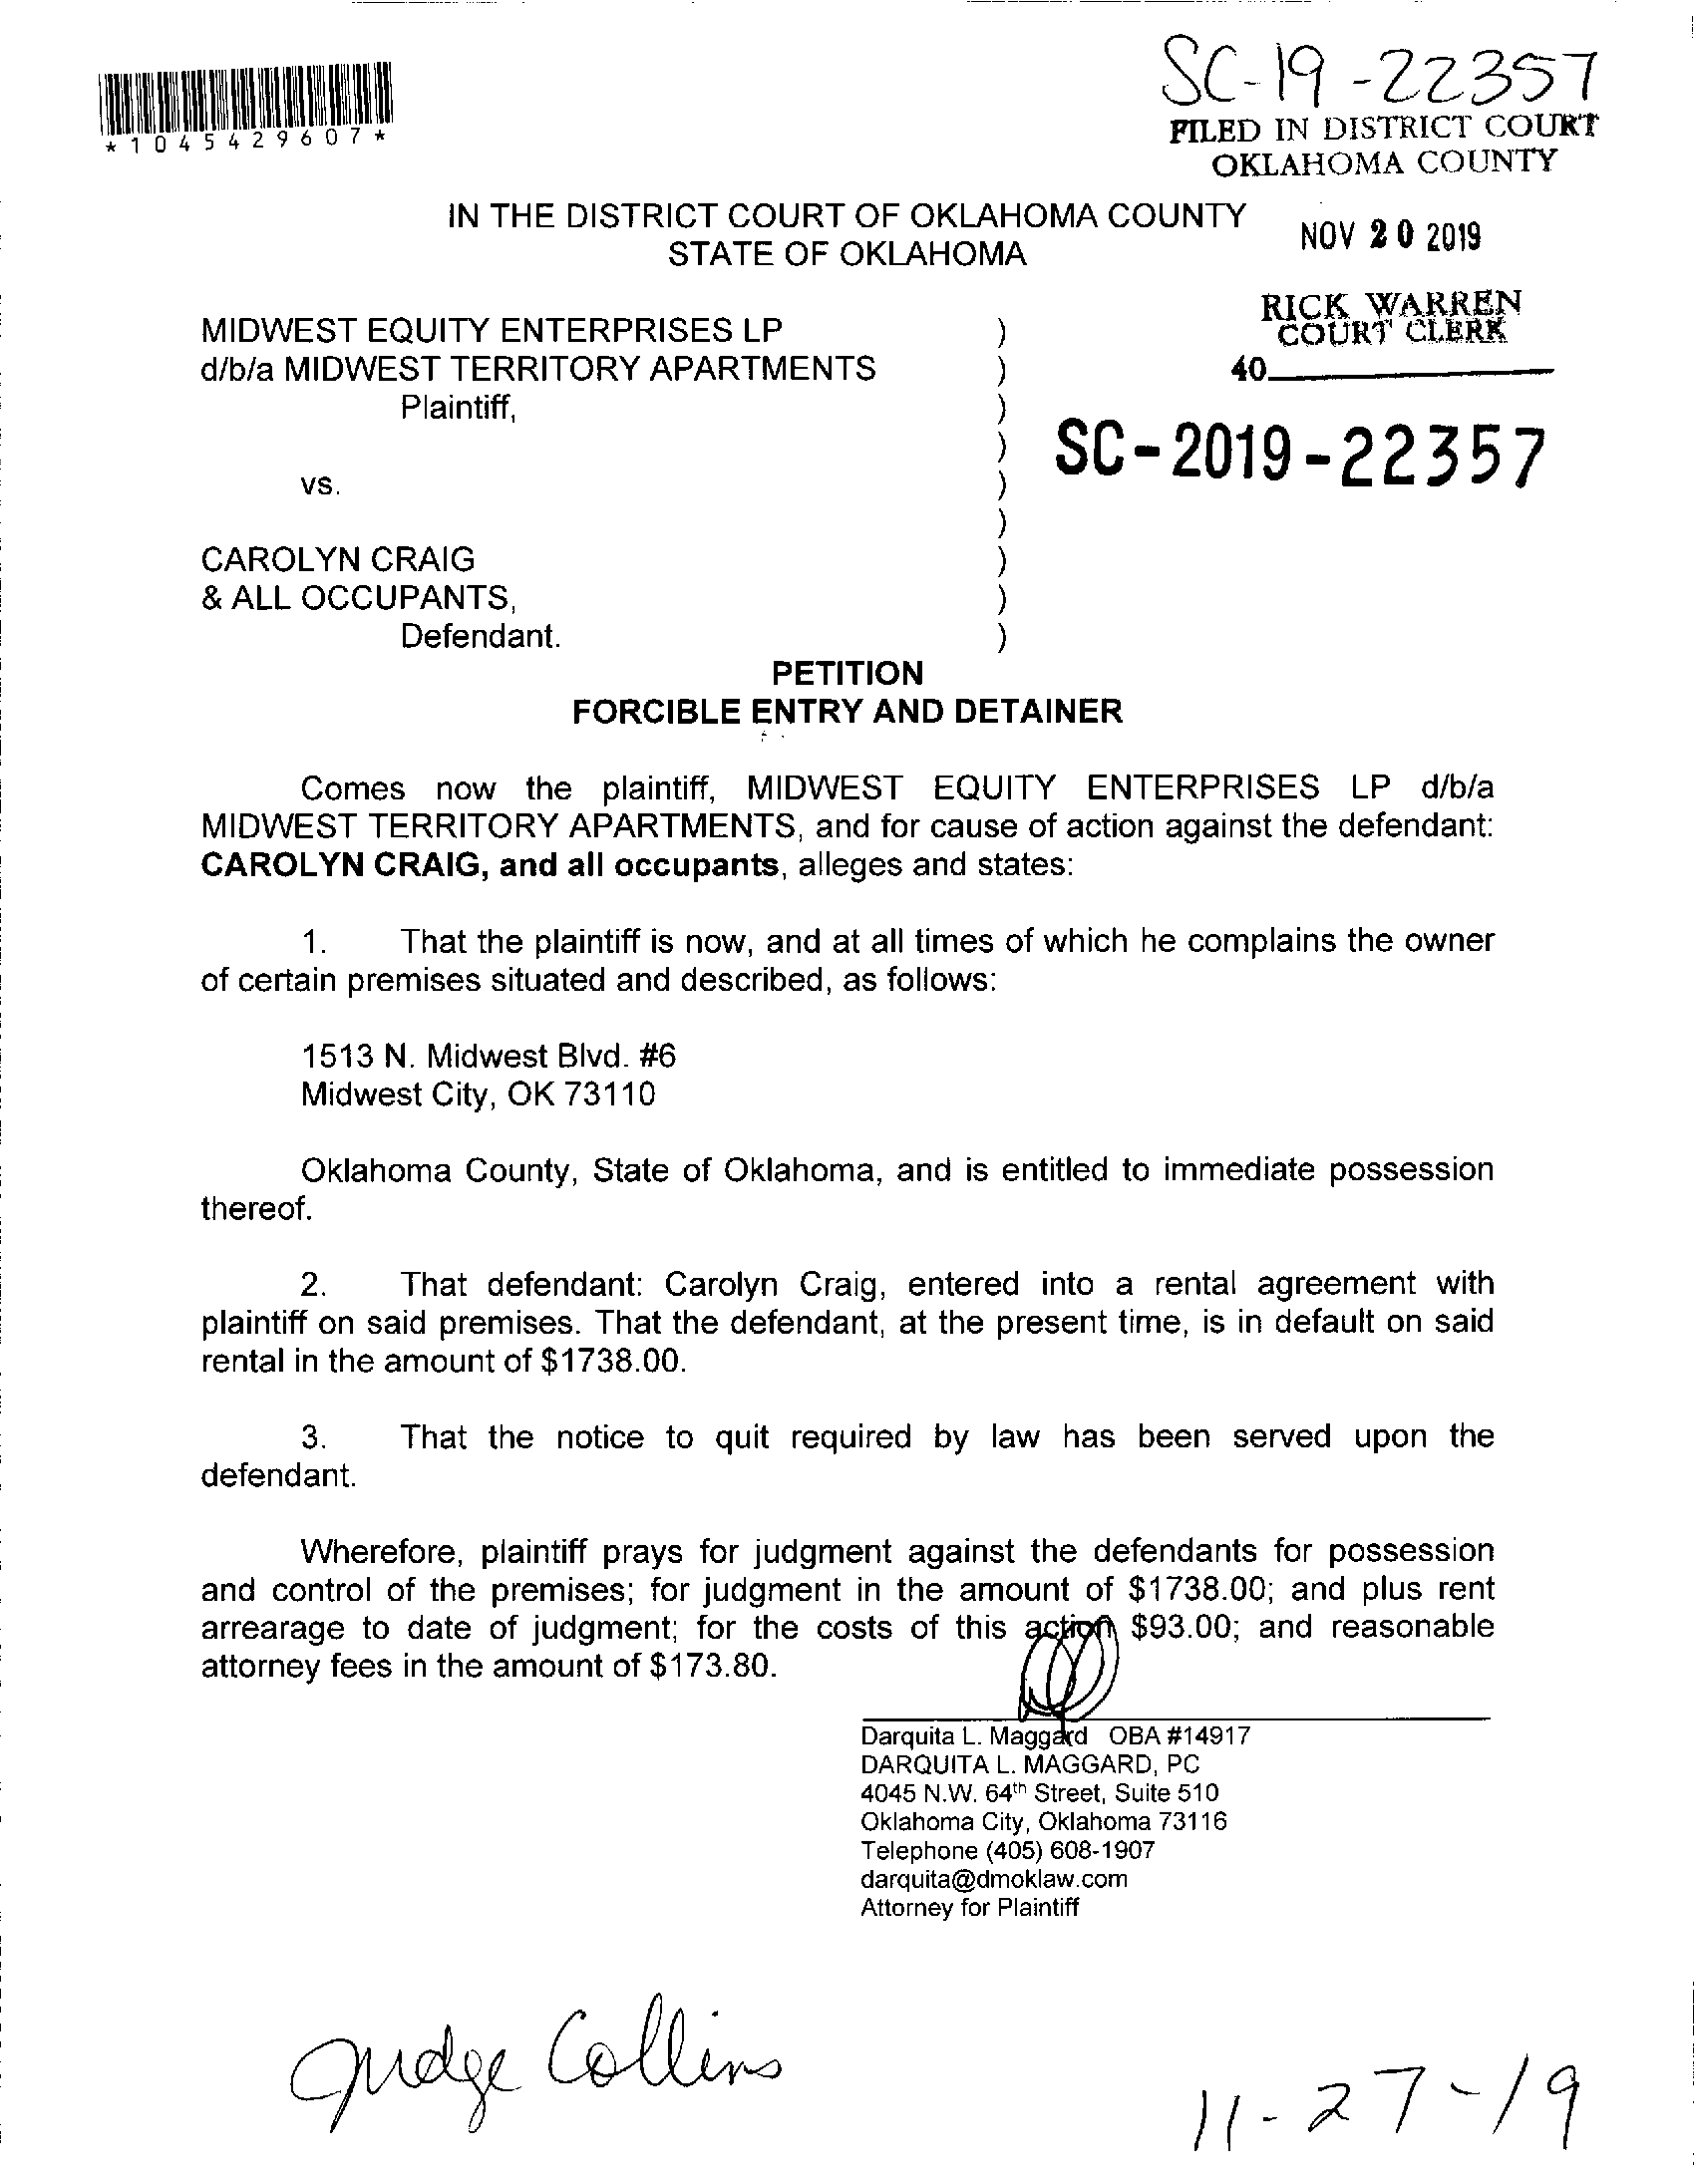 SC-19-22357
*1045429607*
FILED IN DISTRICT COURT
OKLAHOMA COUNTY
IN THE DISTRICT COURT OF OKLAHOMA COUNTY
STATE OF OKLAHOMA
NOV 20 2019
RICK WARREN
COURT CLERK
40
MIDWEST EQUITY ENTERPRISES LP )
d/b/a MIDWEST TERRITORY APARTMENTS )
Plaintiff, )
)
SC-2019-22357
vs. )
)
CAROLYN CRAIG )
& ALL OCCUPANTS, )
Defendant. )
PETITION
FORCIBLE ENTRY AND DETAINER
Comes now the plaintiff, MIDWEST EQUITY ENTERPRISES LP d/b/a
MIDWEST TERRITORY APARTMENTS, and for cause of action against the defendant:
CAROLYN CRAIG, and all occupants, alleges and states:
1. That the plaintiff is now, and at all times of which he complains the owner
of certain premises situated and described, as follows:
1513 N. Midwest Blvd. #6
Midwest City, OK 73110
Oklahoma County, State of Oklahoma, and is entitled to immediate possession
thereof.
2. That defendant: Carolyn Craig, entered into a rental agreement with
plaintiff on said premises. That the defendant, at the present time, is in default on said
rental in the amount of $1738.00.
3. That the notice to quit required by law has been served upon the
defendant.
Wherefore, plaintiff prays for judgment against the defendants for possession
and control of the premises; for judgment in the amount of $1738.00; and plus rent
arrearage to date of judgment; for the costs of this action $93.00; and reasonable
attorney fees in the amount of $173.80.
Darquita L. Maggard OBA #14917
DARQUITA L. MAGGARD, PC
4045 N.W. 64th Street, Suite 510
Oklahoma City, Oklahoma 73116
Telephone (405) 608-1907
darquita@dmoklaw.com
Attorney for Plaintiff
Judge Collins
11-27-19